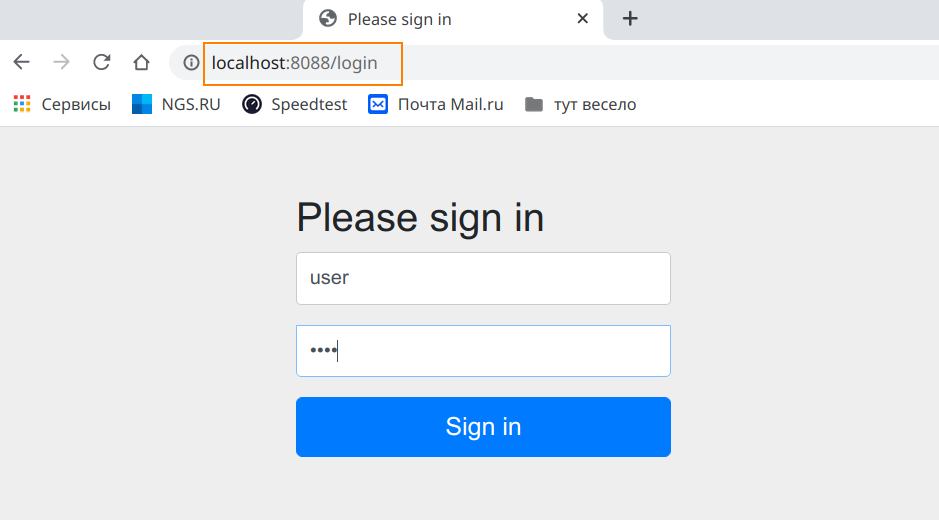 Please sign in
localhost:8088/login
Сервисы NGS.RU Speedtest Почта Mail.ru тут весело
Please sign in
user
••••
Sign in